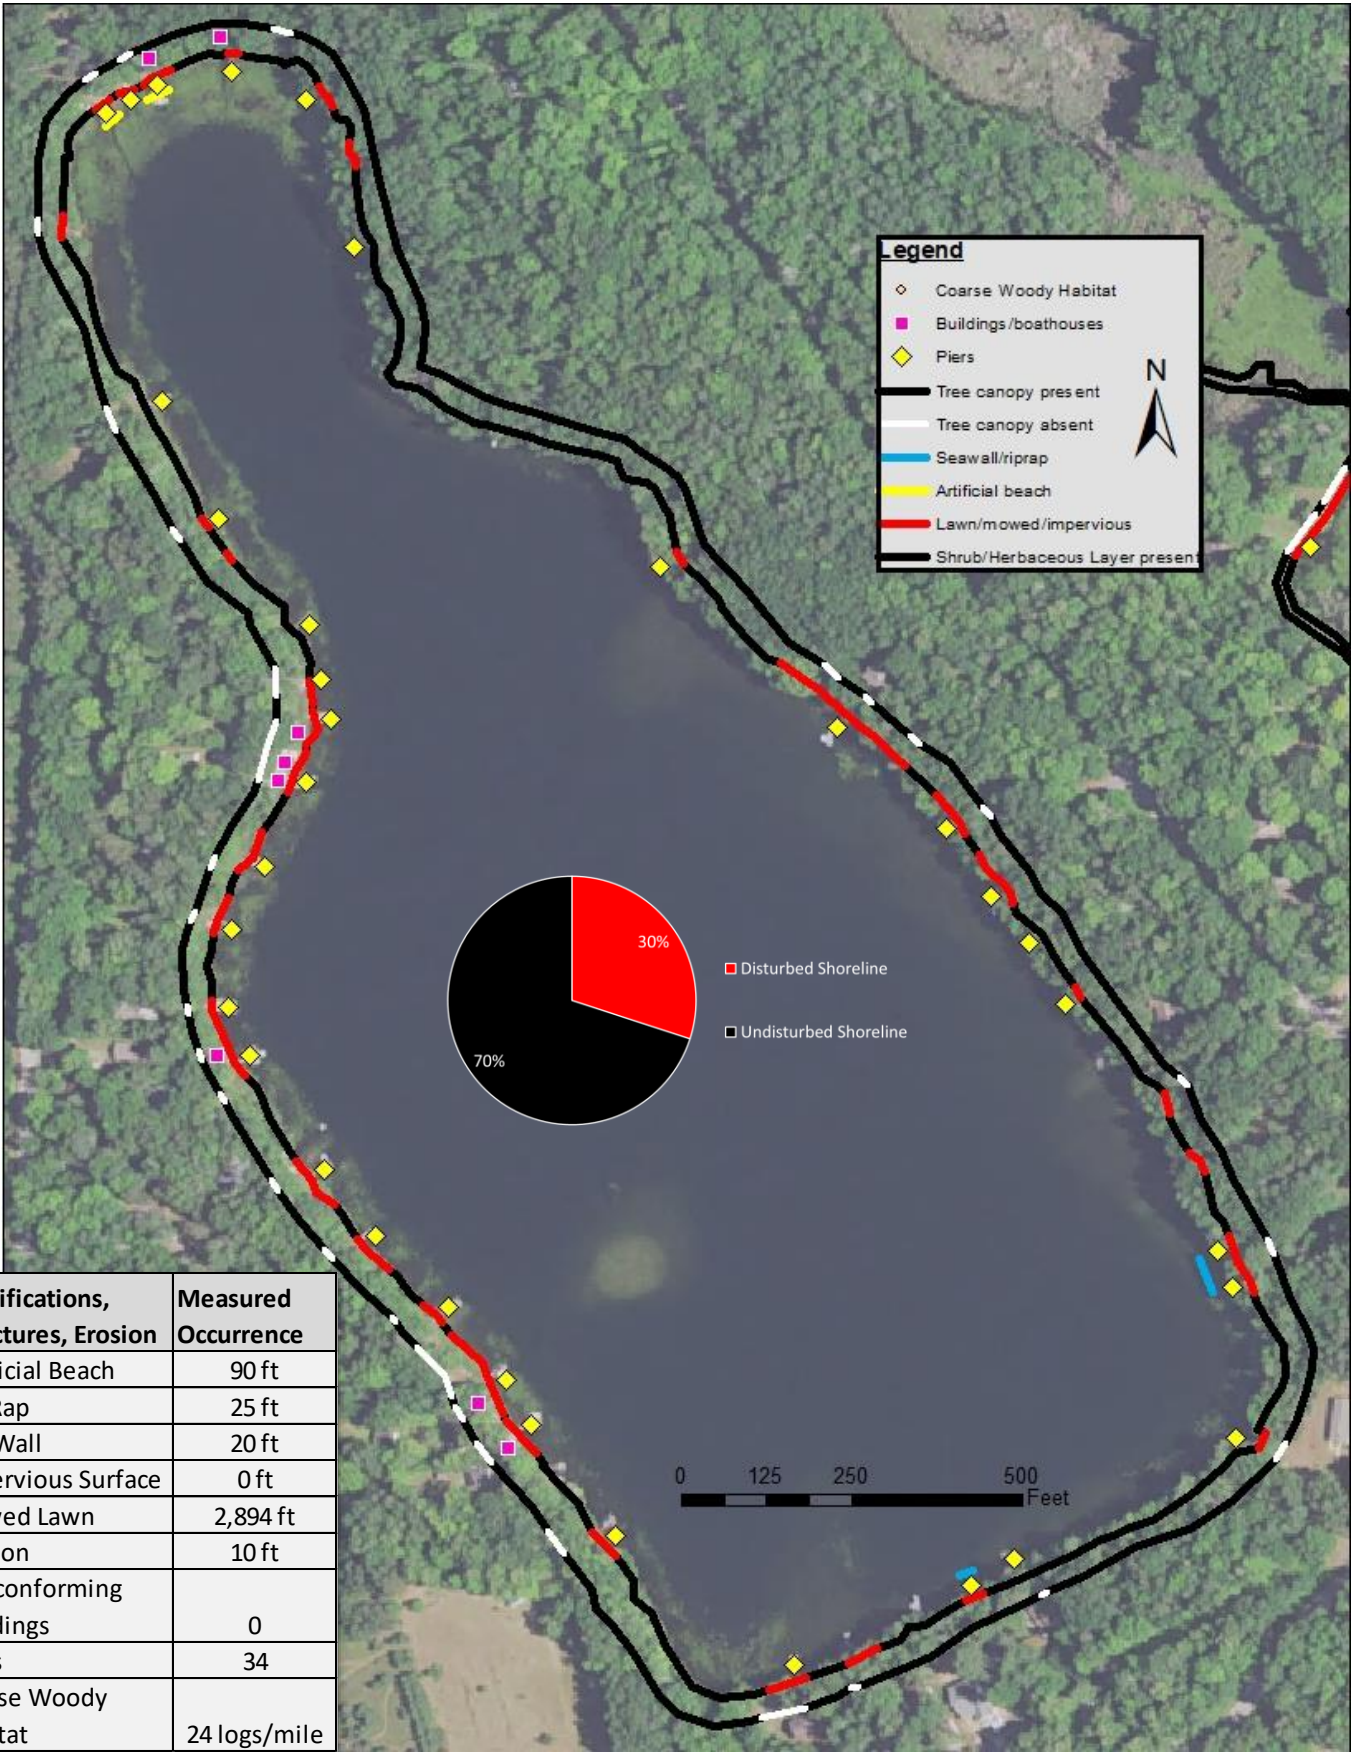 Legend
Coarse Woody Habitat
Buildings/boathouses
Piers
Tree canopy present
Tree canopy absent
Seawall/riprap
Artificial beach
Lawn/mowed/impervious
Shrub/Herbaceous Layer present
N
30%
70%
Disturbed Shoreline
Undisturbed Shoreline
0 125 250 500
Feet
ifications, Measured
ctures, Erosion Occurrence
icial Beach 90 ft
Rap 25 ft
Wall 20 ft
ervious Surface 0 ft
ved Lawn 2,894 ft
on 10 ft
conforming
dings 0
s 34
se Woody
tat 24 logs/mile